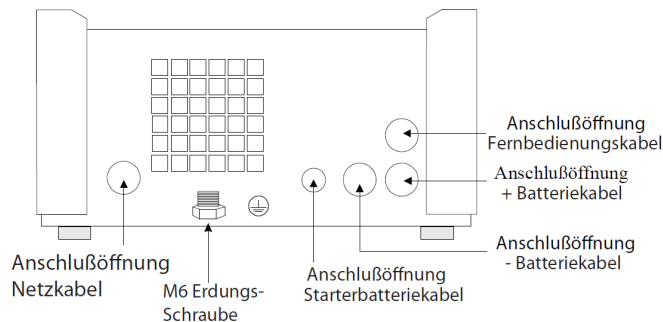 Anschlußöffnung
Fernbedienungskabel
Anschlußöffnung
+ Batteriekabel
Anschlußöffnung
- Batteriekabel
Anschlußöffnung
Netzkabel
M6 Erdungs-
Schraube
Anschlußöffnung
Starterbatteriekabel